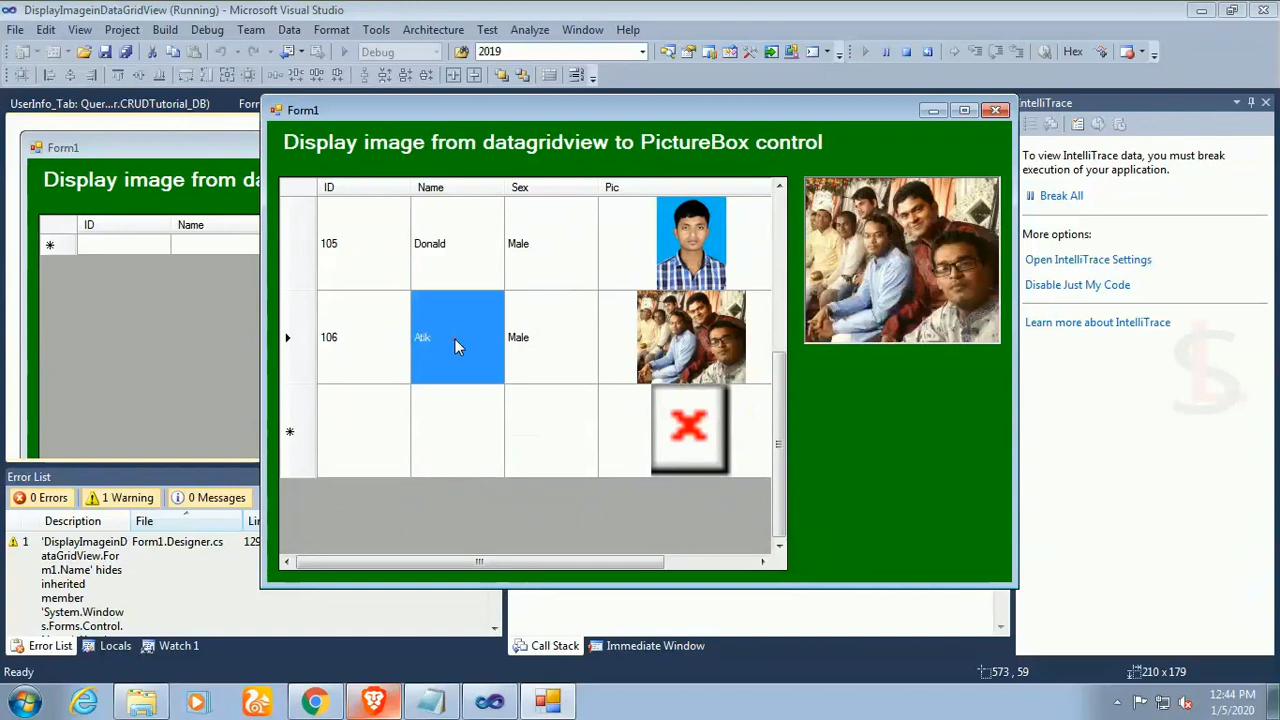 DisplayImageinDataGridView (Running) - Microsoft Visual Studio
File Edit View Project Build Debug Team Data Format Tools Architecture Test Analyze Window Help
Debug 2019 Hex
UserInfo_Tab: Quer...r.CRUDTutorial_DB) For
IntelliTrace
Form1
Display image from da
ID Name
Form1
Display image from datagridview to PictureBox control
ID Name Sex Pic
105 Donald Male
106 Atik Male
To view IntelliTrace data, you must break
execution of your application.
Break All
More options:
Open IntelliTrace Settings
Disable Just My Code
Learn more about IntelliTrace
Error List
0 Errors 1 Warning 0 Messages
Description File Lin
1 'DisplayImageinD Form1.Designer.cs 129
ataGridView.For
m1.Name' hides
inherited
member
'System.Window
s.Forms.Control.
Error List Locals Watch 1 Call Stack Immediate Window
Ready 573 , 59 210 x 179
12:44 PM
1/5/2020